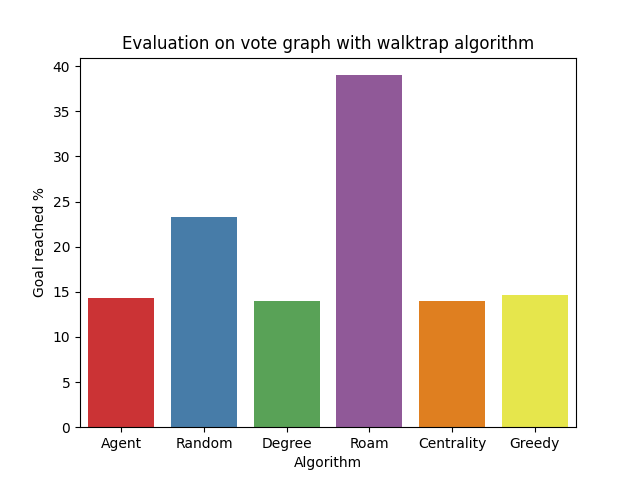 Evaluation on vote graph with walktrap algorithm
40
35
30
25
20
15
10
5
0
Goal reached %
Agent Random Degree Roam Centrality Greedy
Algorithm